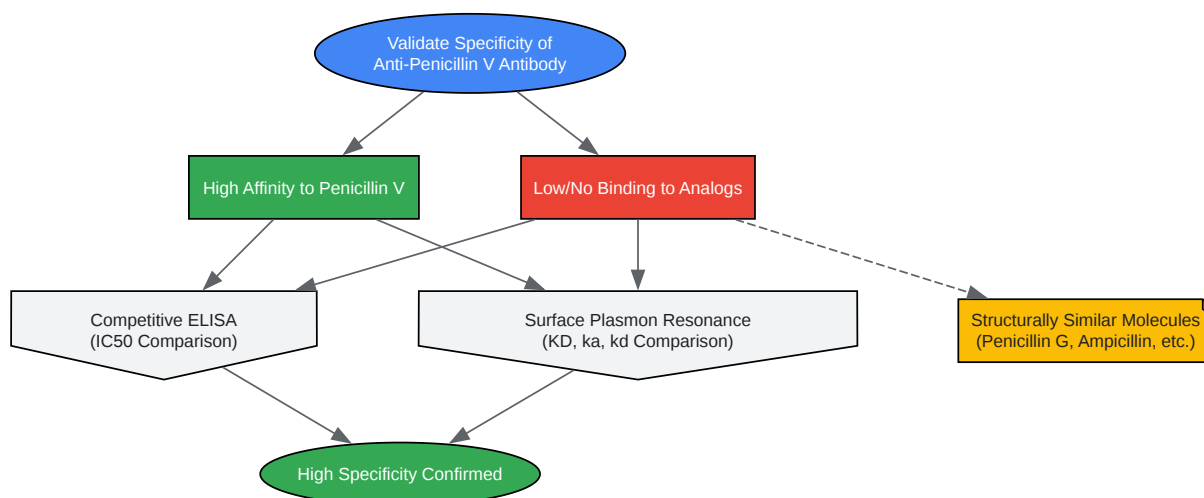 Validate Specificity of
Anti-Penicillin V Antibody
High Affinity to Penicillin V
Low/No Binding to Analogs
Competitive ELISA
(IC50 Comparison)
Surface Plasmon Resonance
(KD, ka, kd Comparison)
Structurally Similar Molecules
(Penicillin G, Ampicillin, etc.)
High Specificity Confirmed